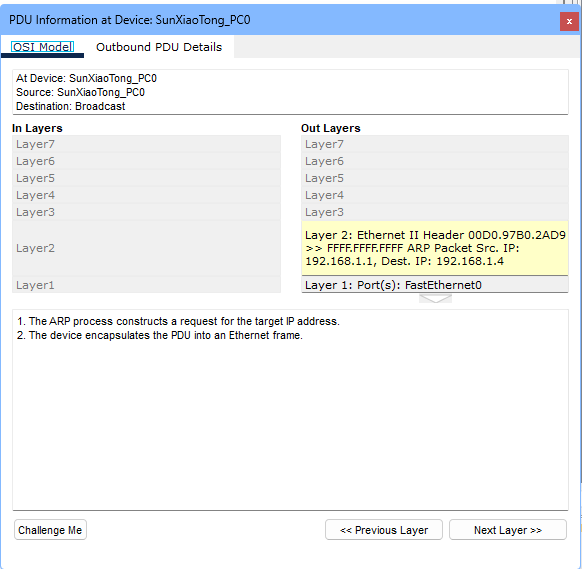 PDU Information at Device: SunXiaoTong_PC0
x
OSI Model Outbound PDU Details
At Device: SunXiaoTong_PC0
Source: SunXiaoTong_PC0
Destination: Broadcast
In Layers
Layer7
Layer6
Layer5
Layer4
Layer3
Layer2
Layer1
Out Layers
Layer7
Layer6
Layer5
Layer4
Layer3
Layer 2: Ethernet II Header 00D0.97B0.2AD9
>> FFFF.FFFF.FFFF ARP Packet Src. IP:
192.168.1.1, Dest. IP: 192.168.1.4
Layer 1: Port(s): FastEthernet0
1. The ARP process constructs a request for the target IP address.
2. The device encapsulates the PDU into an Ethernet frame.
Challenge Me << Previous Layer Next Layer >>